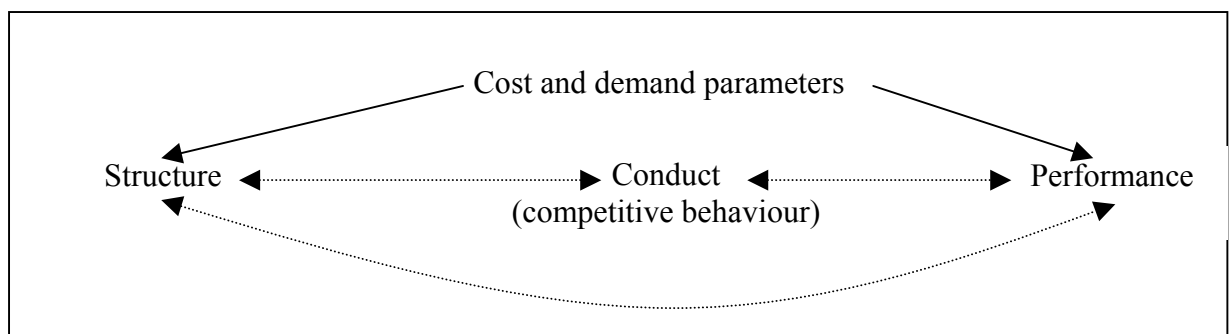 Cost and demand parameters
Structure Conduct Performance
(competitive behaviour)